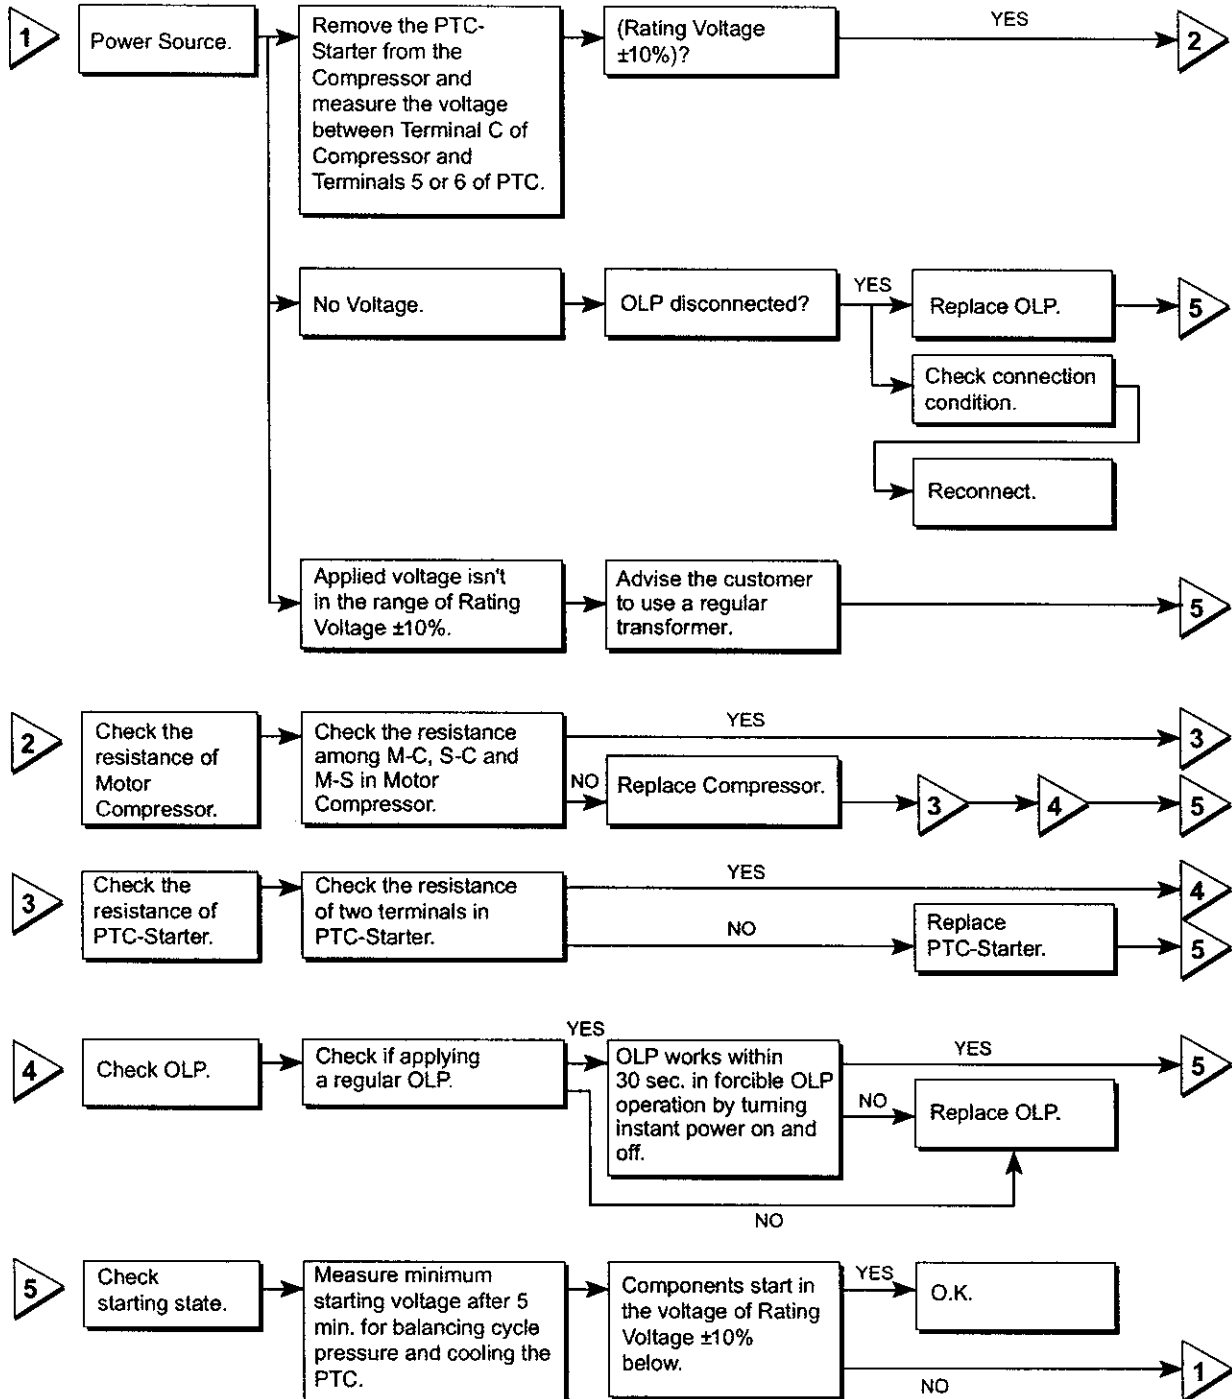 1
Power Source.
Remove the PTC-
Starter from the
Compressor and
measure the voltage
between Terminal C of
Compressor and
Terminals 5 or 6 of PTC.
(Rating Voltage
±10%)?
YES
2
No Voltage.
OLP disconnected?
YES
Replace OLP.
5
Check connection
condition.
Reconnect.
Applied voltage isn't
in the range of Rating
Voltage ±10%.
Advise the customer
to use a regular
transformer.
5
2
Check the
resistance of
Motor
Compressor.
Check the resistance
among M-C, S-C and
M-S in Motor
Compressor.
YES
3
NO
Replace Compressor.
3
4
5
3
Check the
resistance of
PTC-Starter.
Check the resistance
of two terminals in
PTC-Starter.
YES
4
NO
Replace
PTC-Starter.
5
4
Check OLP.
Check if applying
a regular OLP.
YES
OLP works within
30 sec. in forcible OLP
operation by turning
instant power on and
off.
YES
5
NO
Replace OLP.
NO
5
Check
starting state.
Measure minimum
starting voltage after 5
min. for balancing cycle
pressure and cooling the
PTC.
Components start in
the voltage of Rating
Voltage ±10%
below.
YES
O.K.
NO
1